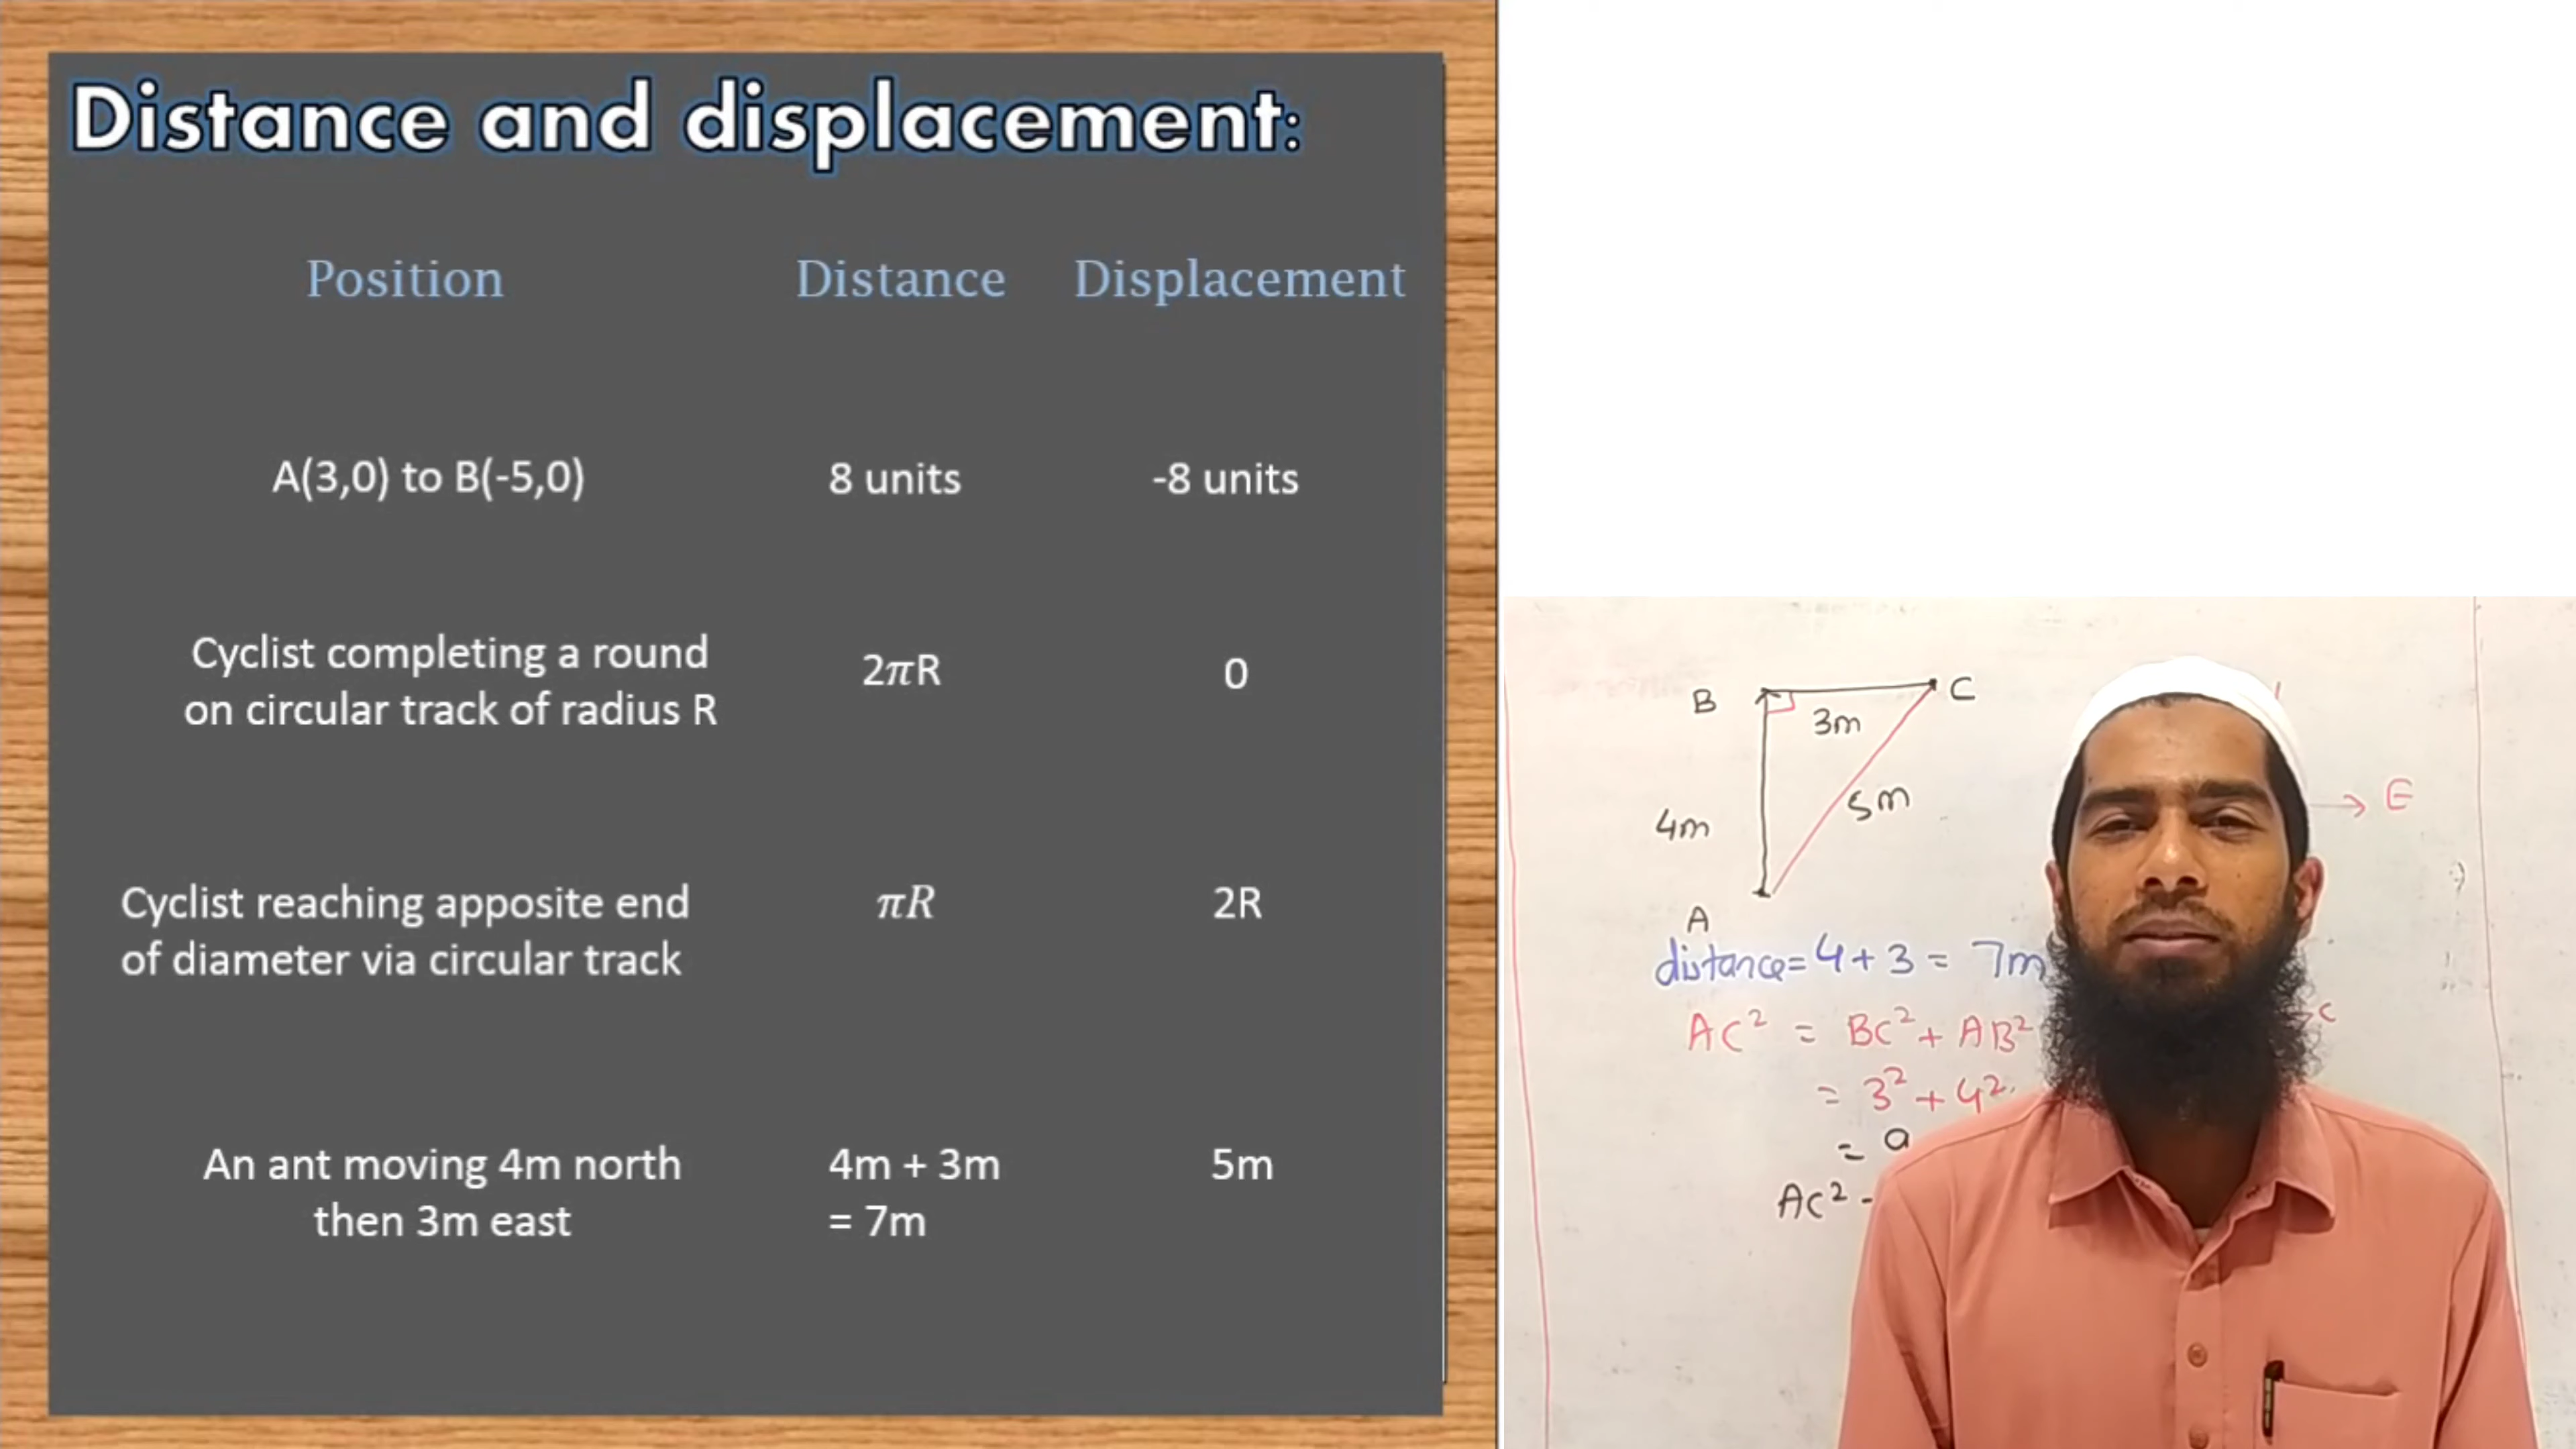 Distance and displacement:
Position Distance Displacement
A(3,0) to B(-5,0) 8 units -8 units
Cyclist completing a round
on circular track of radius R
2πR 0
Cyclist reaching apposite end
of diameter via circular track
πR 2R
An ant moving 4m north
then 3m east
4m + 3m
= 7m
5m
B C
3m
5m
4m
E
A
distance= 4 + 3 = 7m
AC² = BC² + AB²
= 3² + 4²
=
AC²
C